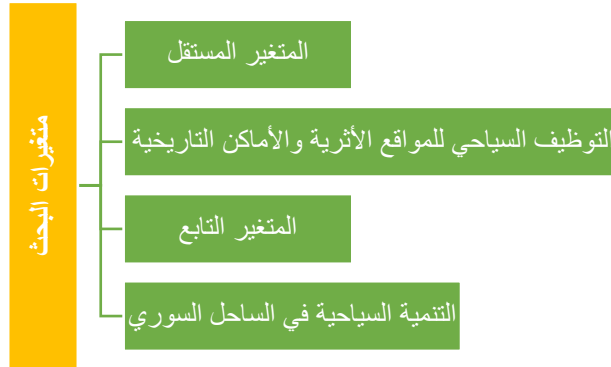 متغيرات البحث
المتغير المستقل
التوظيف السياحي للمواقع الأثرية والأماكن التاريخية
المتغير التابع
التنمية السياحية في الساحل السوري